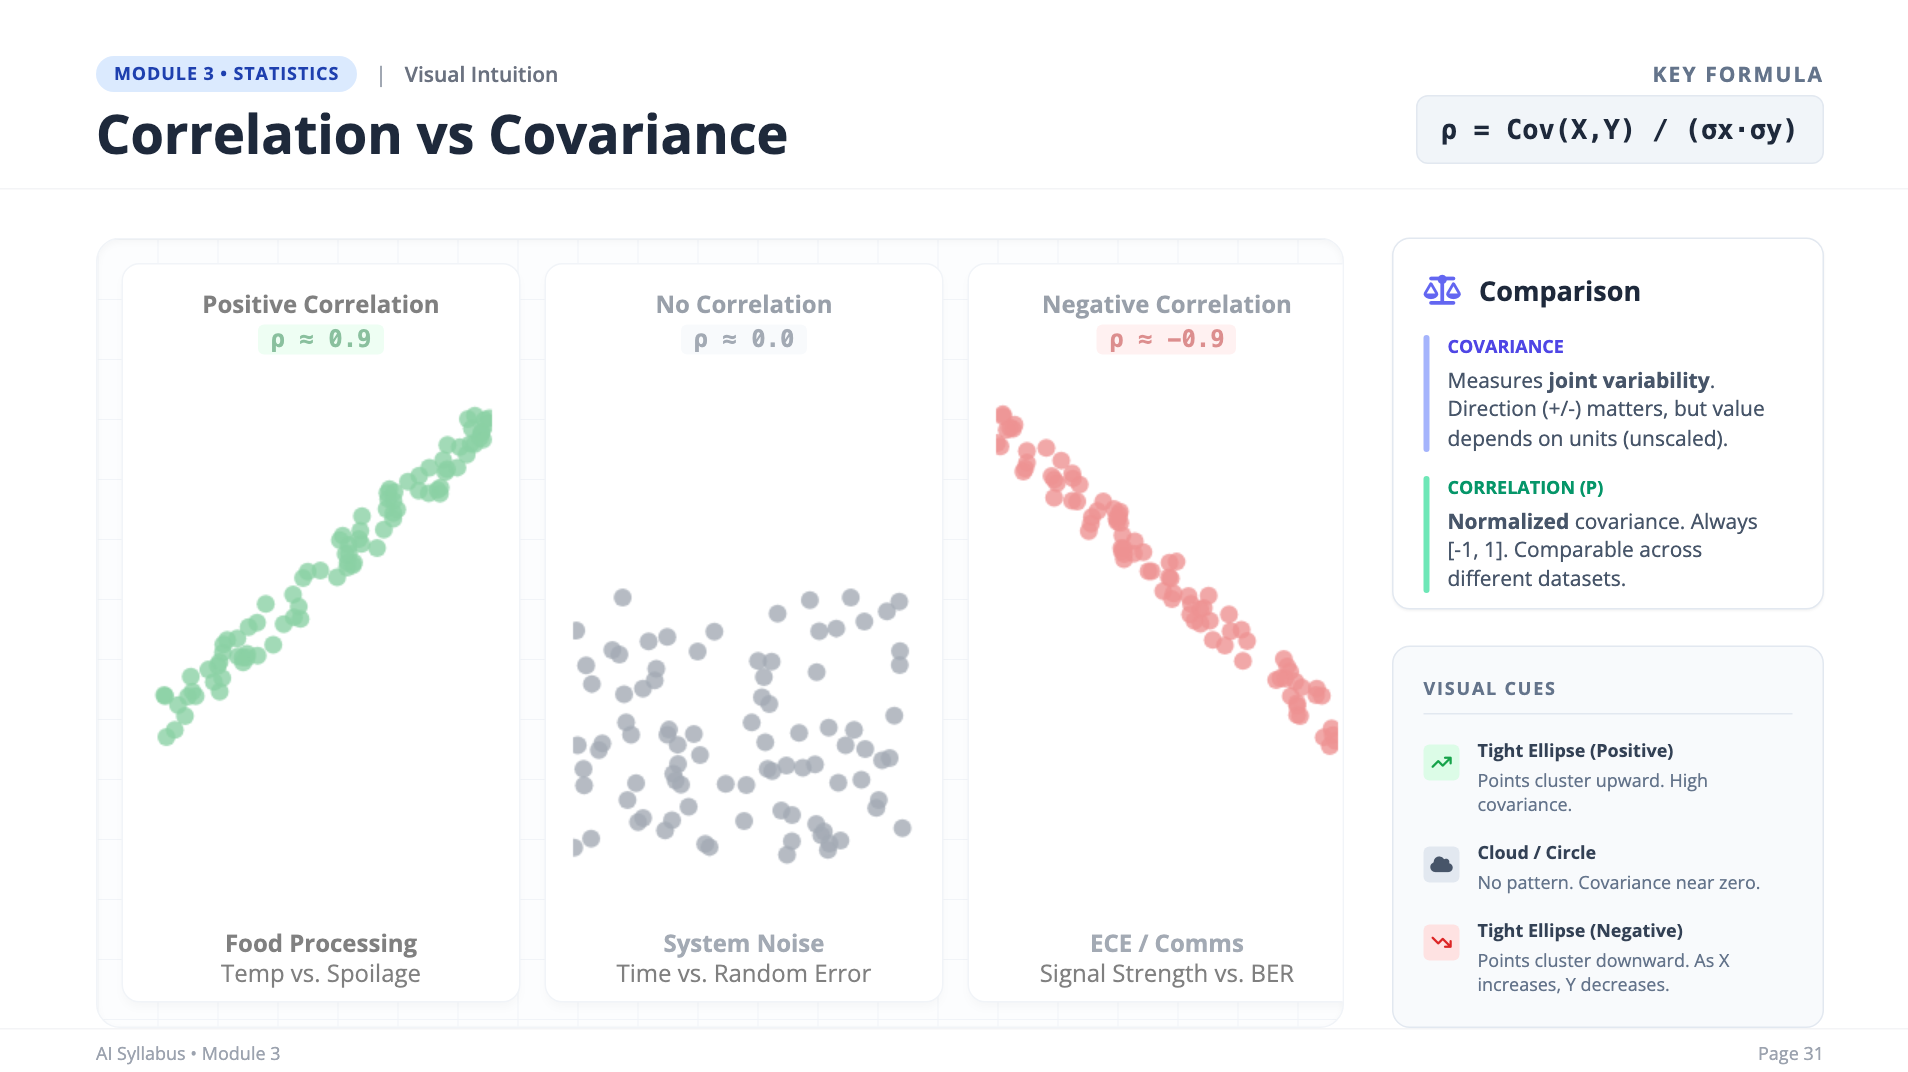 MODULE 3 • STATISTICS | Visual Intuition
Correlation vs Covariance
KEY FORMULA
ρ = Cov(X,Y) / (σx·σy)
Positive Correlation
ρ ≈ 0.9
Food Processing
Temp vs. Spoilage
No Correlation
ρ ≈ 0.0
System Noise
Time vs. Random Error
Negative Correlation
ρ ≈ −0.9
ECE / Comms
Signal Strength vs. BER
Comparison
COVARIANCE
Measures joint variability.
Direction (+/-) matters, but value
depends on units (unscaled).
CORRELATION (Ρ)
Normalized covariance. Always
[-1, 1]. Comparable across
different datasets.
VISUAL CUES
Tight Ellipse (Positive)
Points cluster upward. High
covariance.
Cloud / Circle
No pattern. Covariance near zero.
Tight Ellipse (Negative)
Points cluster downward. As X
increases, Y decreases.
AI Syllabus • Module 3
Page 31